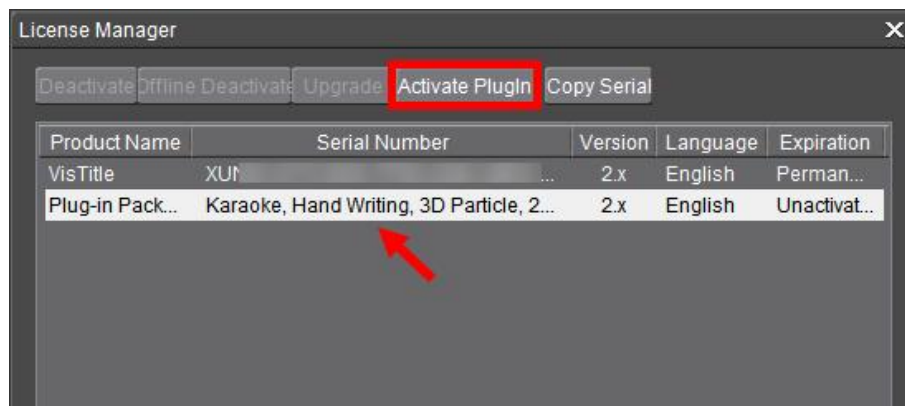 License Manager X
Deactivate Offline Deactivate Upgrade Activate PlugIn Copy Serial
Product Name Serial Number Version Language Expiration
VisTitle XUN ... 2.x English Perman...
Plug-in Pack... Karaoke, Hand Writing, 3D Particle, 2... 2.x English Unactivat...